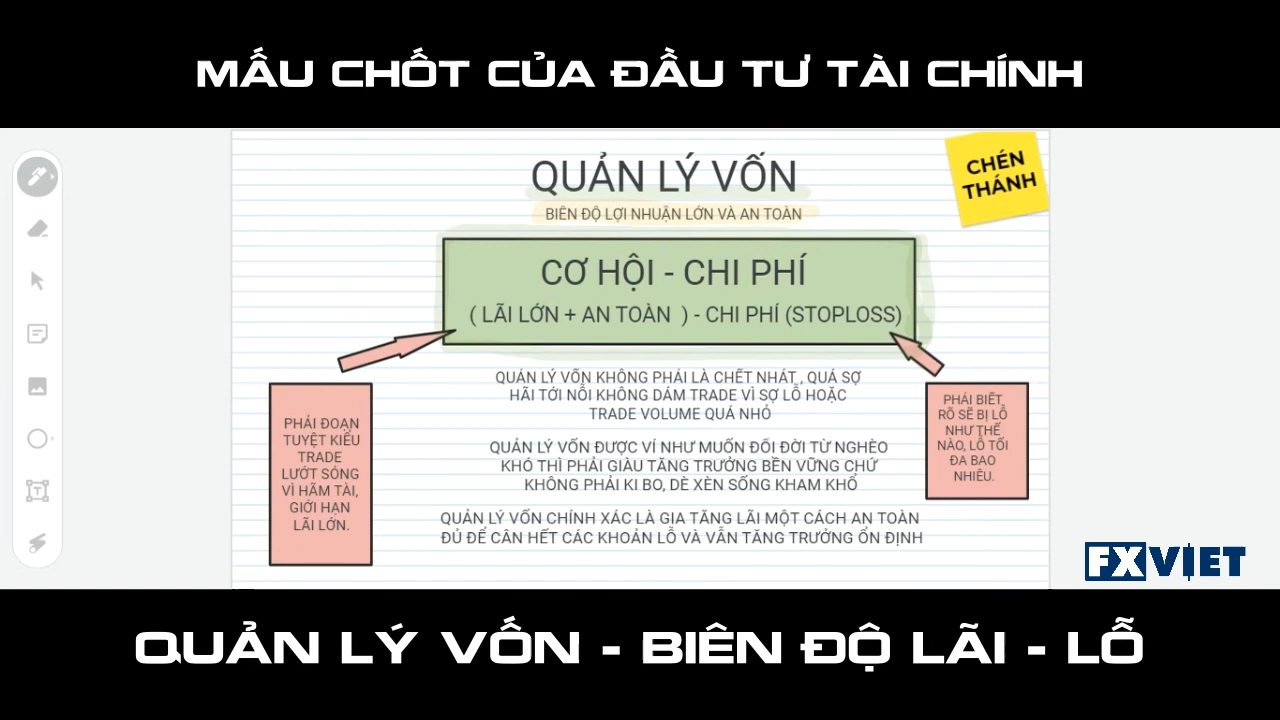 MẤU CHỐT CỦA ĐẦU TƯ TÀI CHÍNH
CHÉN
THÁNH
QUẢN LÝ VỐN
BIÊN ĐỘ LỢI NHUẬN LỚN VÀ AN TOÀN
CƠ HỘI - CHI PHÍ
( LÃI LỚN + AN TOÀN ) - CHI PHÍ (STOPLOSS)
PHẢI ĐOẠN
TUYỆT KIỂU
TRADE
LƯỚT SÓNG
VÌ HÃM TÀI,
GIỚI HẠN
LÃI LỚN.
QUẢN LÝ VỐN KHÔNG PHẢI LÀ CHẾT NHÁT , QUÁ SỢ
HÃI TỚI NỖI KHÔNG DÁM TRADE VÌ SỢ LỖ HOẶC
TRADE VOLUME QUÁ NHỎ
QUẢN LÝ VỐN ĐƯỢC VÍ NHƯ MUỐN ĐỔI ĐỜI TỪ NGHÈO
KHÓ THÌ PHẢI GIÀU TĂNG TRƯỞNG BỀN VỮNG CHỨ
KHÔNG PHẢI KI BO, DÈ XẺN SỐNG KHAM KHỔ
QUẢN LÝ VỐN CHÍNH XÁC LÀ GIA TĂNG LÃI MỘT CÁCH AN TOÀN
ĐỦ ĐỂ CÂN HẾT CÁC KHOẢN LỖ VÀ VẪN TĂNG TRƯỞNG ỔN ĐỊNH
PHẢI BIẾT
RÕ SẼ BỊ LỖ
NHƯ THẾ
NÀO, LỖ TỐI
ĐA BAO
NHIÊU.
FXVIET
QUẢN LÝ VỐN - BIÊN ĐỘ LÃI - LỖ